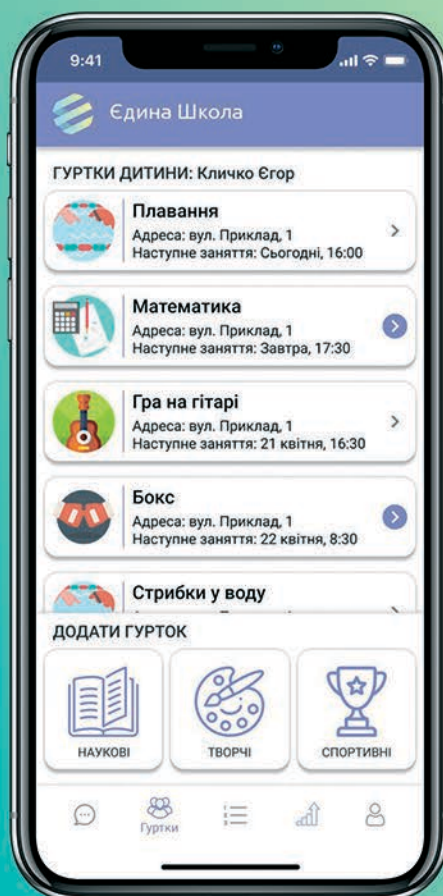 9:41
Єдина Школа
ГУРТКИ ДИТИНИ: Кличко Єгор
Плавання
Адреса: вул. Приклад, 1
Наступне заняття: Сьогодні, 16:00
Математика
Адреса: вул. Приклад, 1
Наступне заняття: Завтра, 17:30
Гра на гітарі
Адреса: вул. Приклад, 1
Наступне заняття: 21 квітня, 16:30
Бокс
Адреса: вул. Приклад, 1
Наступне заняття: 22 квітня, 8:30
Стрибки у воду
ДОДАТИ ГУРТОК
НАУКОВІ
ТВОРЧІ
СПОРТИВНІ
Гуртки